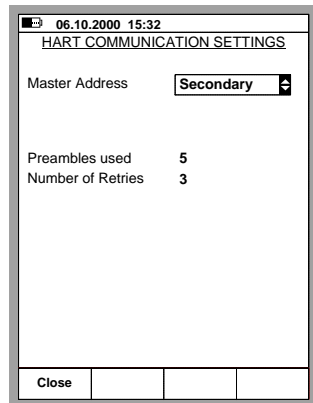 06.10.2000 15:32
HART COMMUNICATION SETTINGS
Master Address Secondary
Preambles used 5
Number of Retries 3
Close